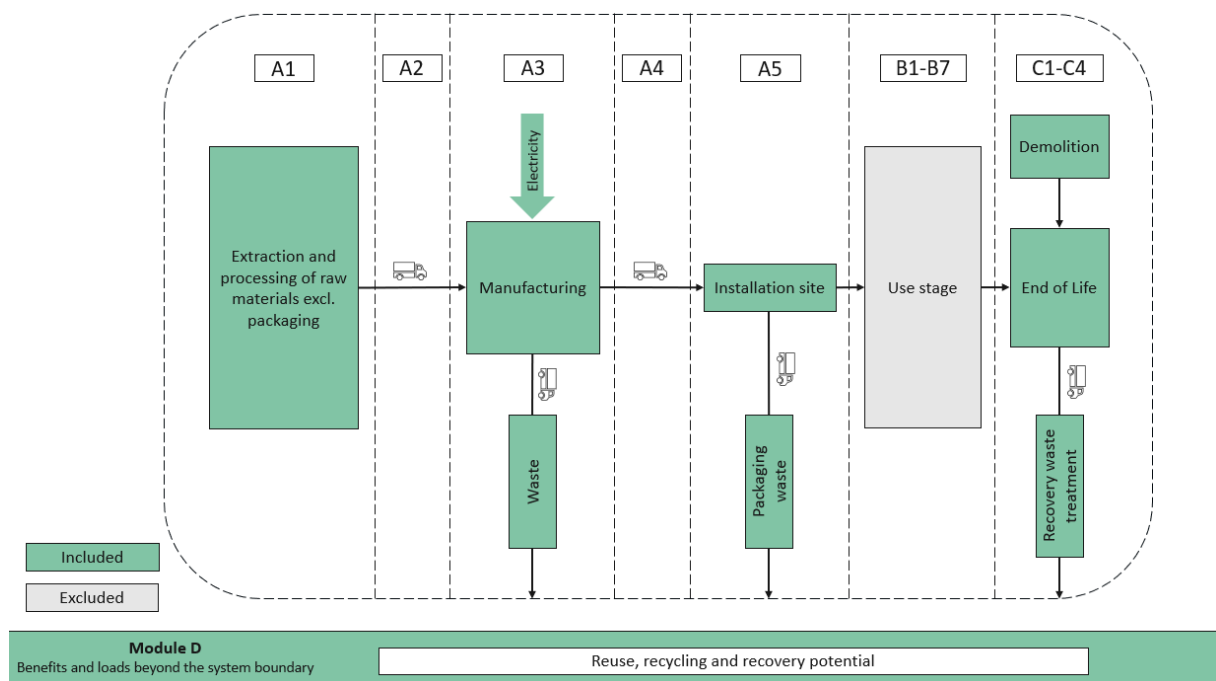 A1
A2
A3
A4
A5
B1-B7
C1-C4
Electricity
Demolition
Extraction and
processing of raw
materials excl.
packaging
Manufacturing
Installation site
Use stage
End of Life
Waste
Packaging
waste
Recovery waste
treatment
Included
Excluded
Module D
Benefits and loads beyond the system boundary
Reuse, recycling and recovery potential